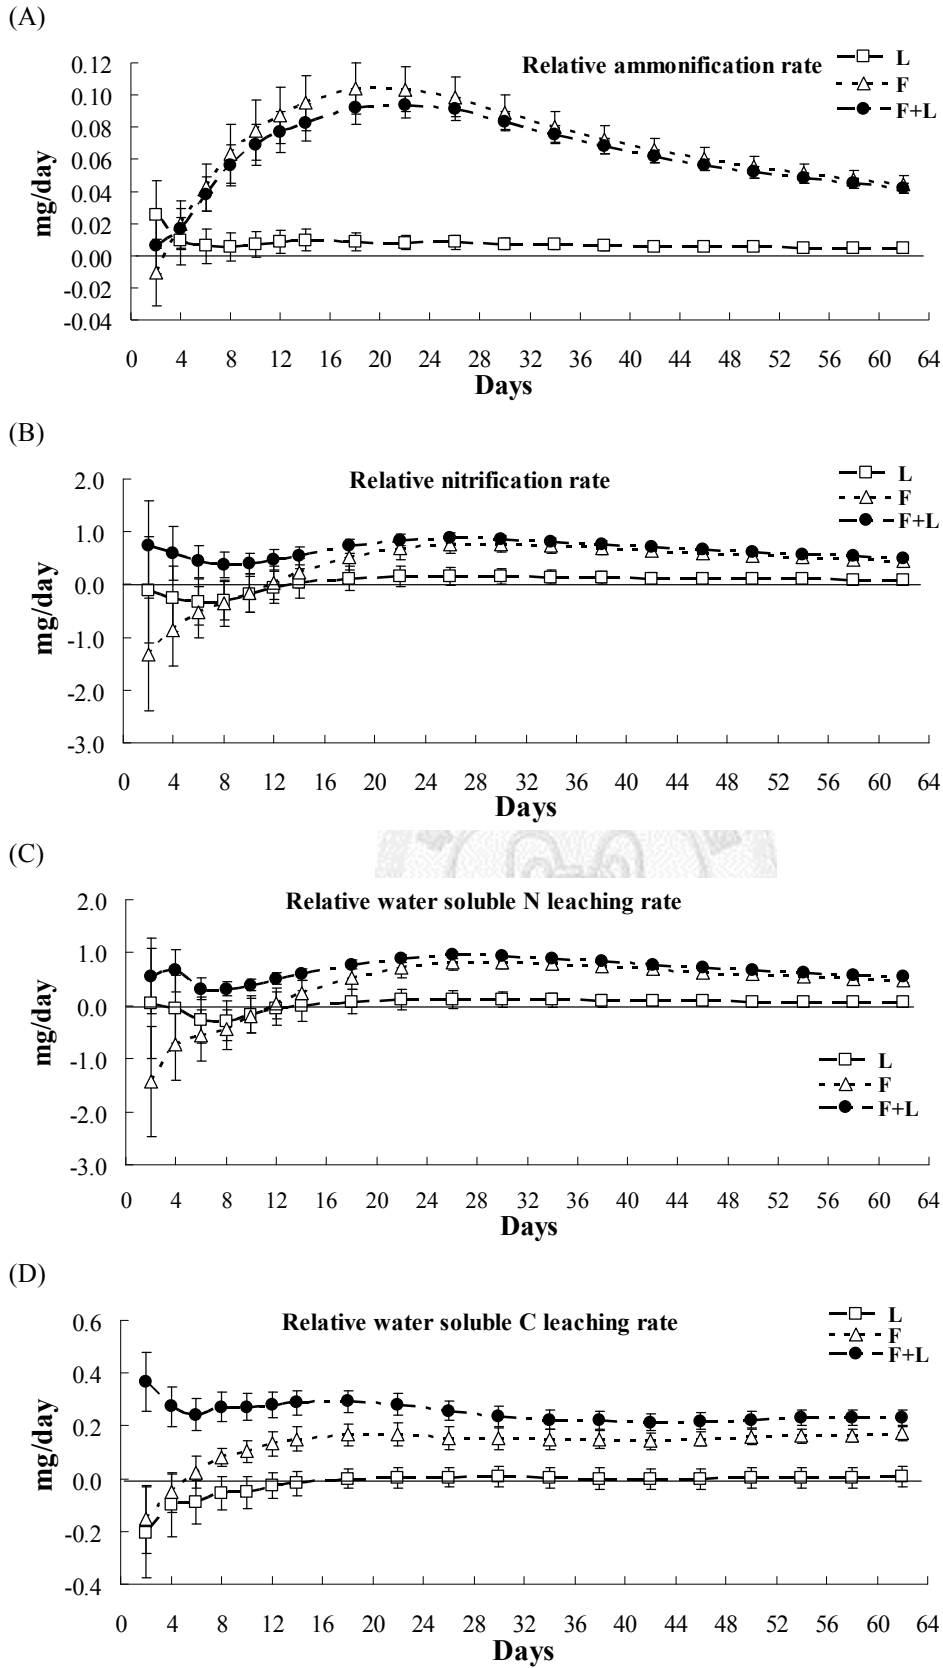 (A)
Relative ammonification rate
L
F
F+L
0.12
0.10
0.08
0.06
0.04
0.02
0.00
-0.02
-0.04
mg/day
0 4 8 12 16 20 24 28 32 36 40 44 48 52 56 60 64
Days
(B)
Relative nitrification rate
L
F
F+L
2.0
1.0
0.0
-1.0
-2.0
-3.0
mg/day
0 4 8 12 16 20 24 28 32 36 40 44 48 52 56 60 64
Days
(C)
Relative water soluble N leaching rate
2.0
1.0
0.0
-1.0
-2.0
-3.0
mg/day
L
F
F+L
0 4 8 12 16 20 24 28 32 36 40 44 48 52 56 60 64
Days
(D)
Relative water soluble C leaching rate
L
F
F+L
0.6
0.4
0.2
0.0
-0.2
-0.4
mg/day
0 4 8 12 16 20 24 28 32 36 40 44 48 52 56 60 64
Days